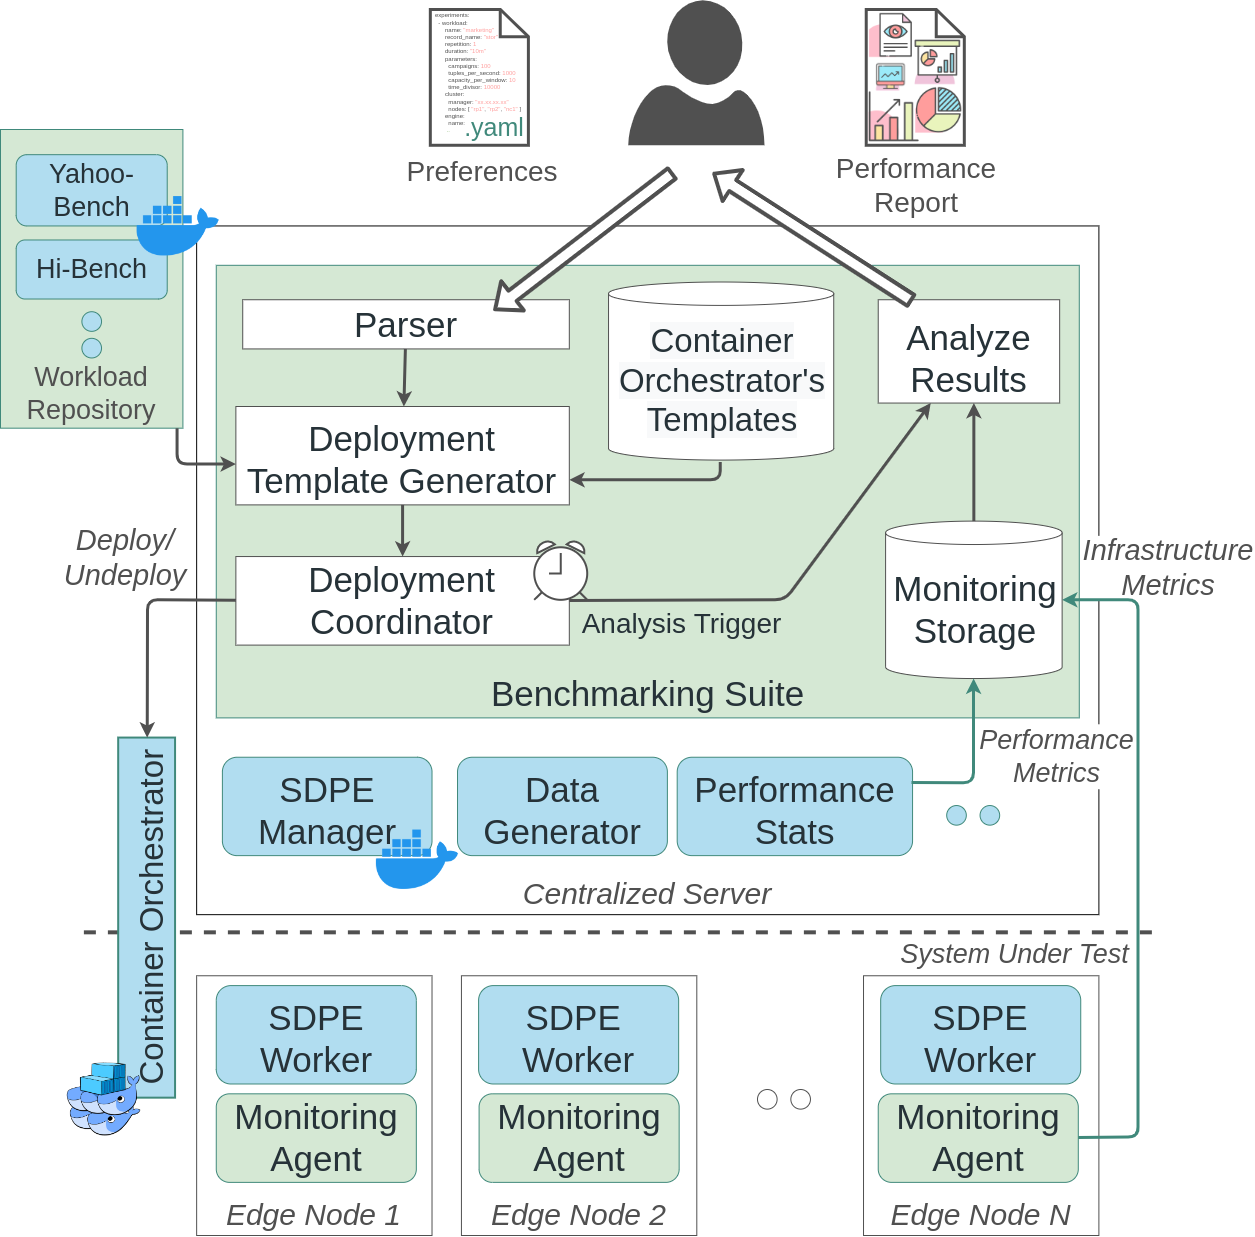 experiments:
- workload:
name: "marketing"
record_name:
repetition: 1
duration: "10m"
parameters:
campaigns: 100
tuples_per_second: 1000
capacity_per_window: 10
time_divisor: 10000
cluster:
manager: "xx.xx.xx.xx"
nodes: [ "rp1", "rp2", "rp3" ]
engine:
name:
.yaml
Preferences
Performance
Report
Yahoo-
Bench
Hi-Bench
Workload
Repository
Parser
Container
Orchestrator's
Templates
Analyze
Results
Deployment
Template Generator
Deploy/
Undeploy
Deployment
Coordinator
Analysis Trigger
Monitoring
Storage
Infrastructure
Metrics
Benchmarking Suite
Performance
Metrics
SDPE
Manager
Data
Generator
Performance
Stats
Centralized Server
Container Orchestrator
System Under Test
SDPE
Worker
Monitoring
Agent
Edge Node 1
SDPE
Worker
Monitoring
Agent
Edge Node 2
SDPE
Worker
Monitoring
Agent
Edge Node N